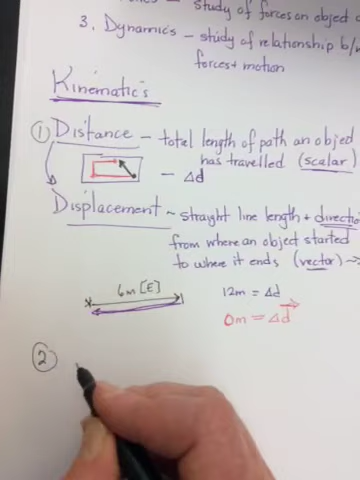 – study of forces on object
3. Dynamics – study of relationship b/n
forces + motion
Kinematics
① Distance – total length of path an object
has travelled (scalar)
– Δd
Displacement ~ straight line length + direction
from where an object started
to where it ends (vector) →
6m [E]
12m = Δd
0m = Δd⃗
②